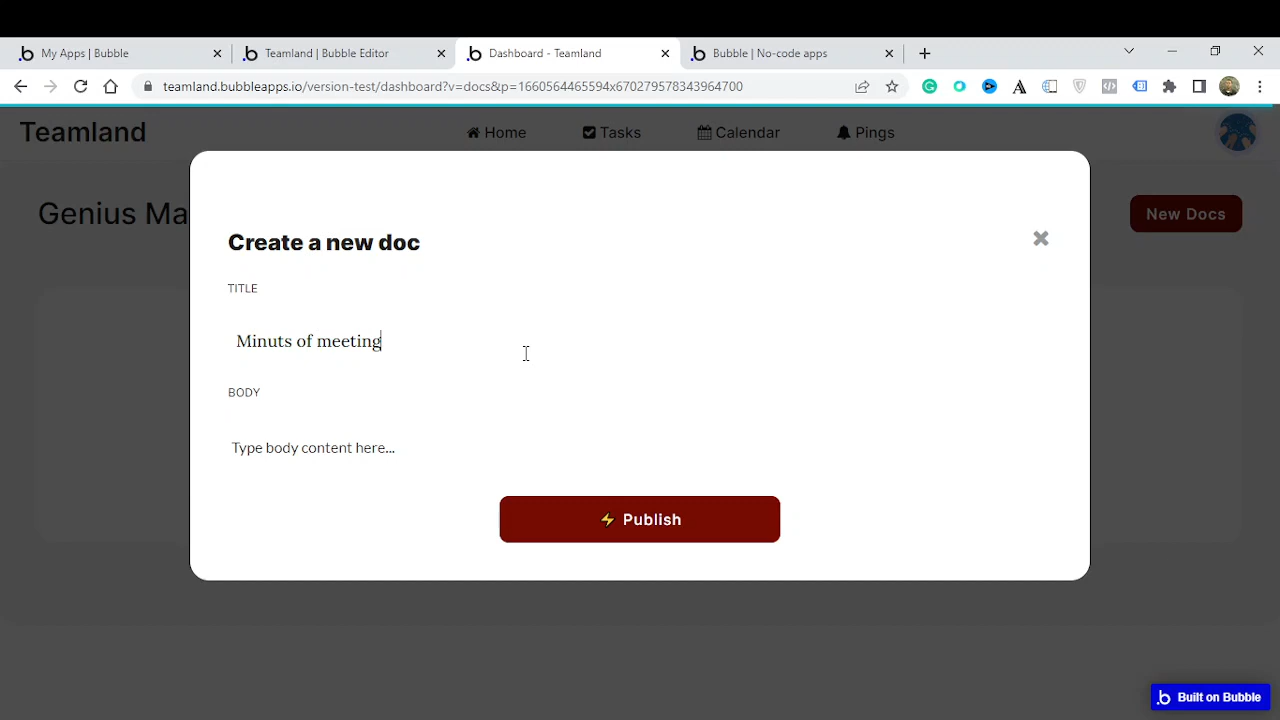 My Apps | Bubble
Teamland | Bubble Editor
Dashboard - Teamland
Bubble | No-code apps
teamland.bubbleapps.io/version-test/dashboard?v=docs&p=1660564465594x670279578343964700
Teamland
Home
Tasks
Calendar
Pings
Genius Ma
New Docs
Create a new doc
TITLE
Minuts of meeting
BODY
Type body content here...
Publish
Built on Bubble